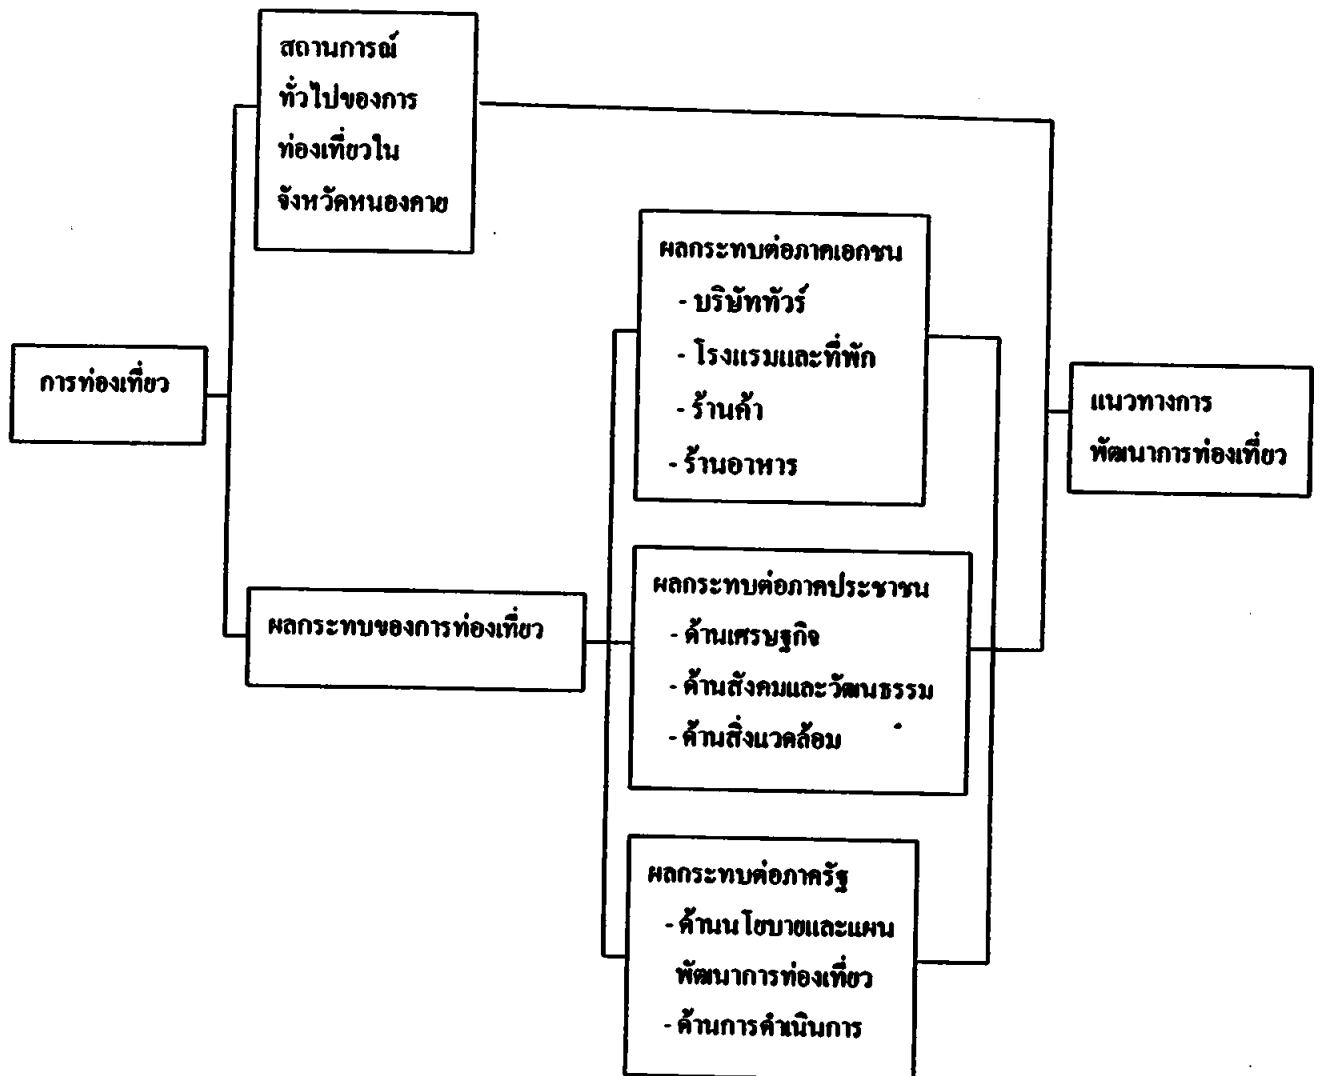 สถานการณ์
ทั่วไปของการ
ท่องเที่ยวใน
จังหวัดหนองคาย
ผลกระทบต่อภาคเอกชน
- บริษัททัวร์
- โรงแรมและที่พัก
- ร้านค้า
- ร้านอาหาร
การท่องเที่ยว
แนวทางการ
พัฒนาการท่องเที่ยว
ผลกระทบของการท่องเที่ยว
ผลกระทบต่อภาคประชาชน
- ด้านเศรษฐกิจ
- ด้านสังคมและวัฒนธรรม
- ด้านสิ่งแวดล้อม
ผลกระทบต่อภาครัฐ
- ด้านนโยบายและแผน
พัฒนาการท่องเที่ยว
- ด้านการดำเนินการ